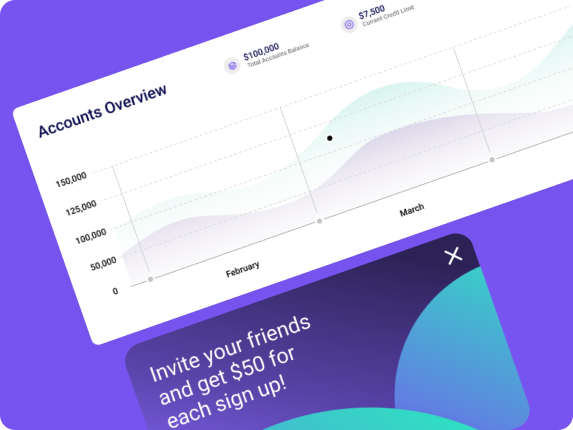 $100,000
Total Accounts Balance
$7,500
Current Credit Limit
Accounts Overview
150,000
125,000
100,000
50,000
0
February
March
Invite your friends
and get $50 for
each sign up!